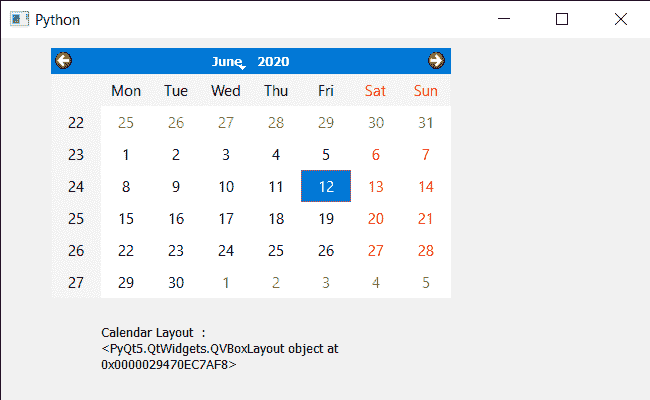 Python
June 2020
Mon Tue Wed Thu Fri Sat Sun
22 25 26 27 28 29 30 31
23 1 2 3 4 5 6 7
24 8 9 10 11 12 13 14
25 15 16 17 18 19 20 21
26 22 23 24 25 26 27 28
27 29 30 1 2 3 4 5
Calendar Layout :
<PyQt5.QtWidgets.QVBoxLayout object at
0x0000029470EC7AF8>